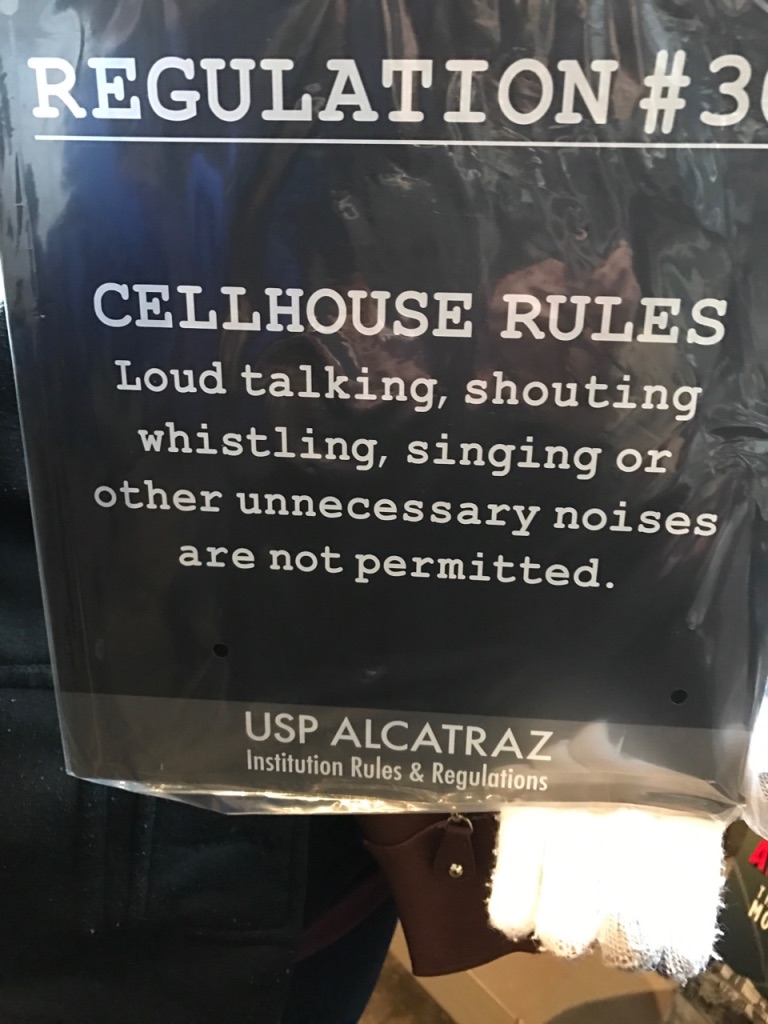 REGULATION #30
CELLHOUSE RULES
Loud talking, shouting
whistling, singing or
other unnecessary noises
are not permitted.
USP ALCATRAZ
Institution Rules & Regulations